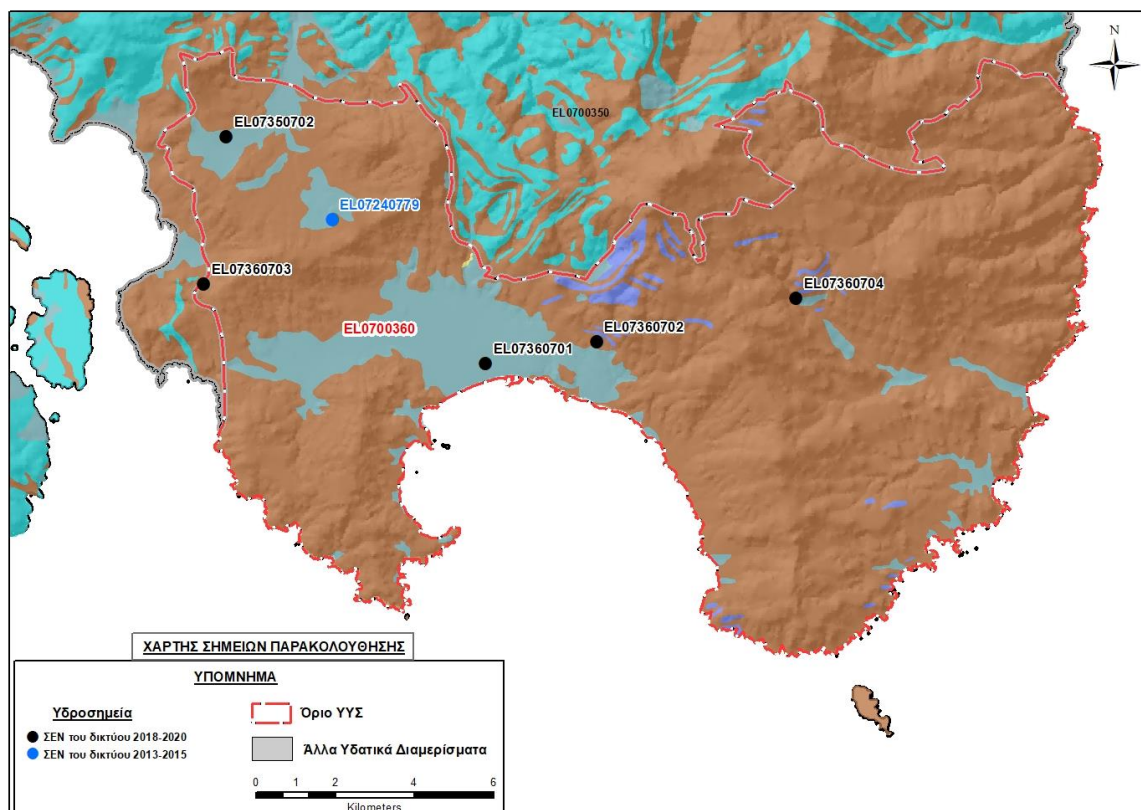 N
EL0700350
EL07350702
EL07240779
EL07360703
EL07360704
EL0700360
EL07360702
EL07360701
ΧΑΡΤΗΣ ΣΗΜΕΙΩΝ ΠΑΡΑΚΟΛΟΥΘΗΣΗΣ
ΥΠΟΜΝΗΜΑ
Υδροσημεία
ΣΕΝ του δικτύου 2018-2020
ΣΕΝ του δικτύου 2013-2015
Όριο ΥΥΣ
Άλλα Υδατικά Διαμερίσματα
0 1 2 4 6
Kilometers